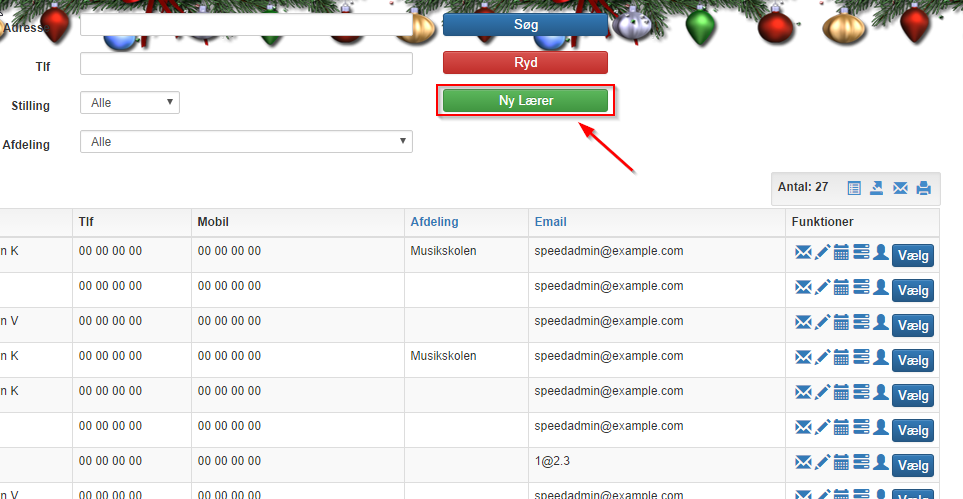 Adresse Søg
Tlf Ryd
Stilling Alle Ny Lærer
Afdeling Alle
Antal: 27
Tlf Mobil Afdeling Email Funktioner
n K 00 00 00 00 00 00 00 00 Musikskolen speedadmin@example.com Vælg
00 00 00 00 00 00 00 00 speedadmin@example.com Vælg
n V 00 00 00 00 00 00 00 00 speedadmin@example.com Vælg
n K 00 00 00 00 00 00 00 00 Musikskolen speedadmin@example.com Vælg
n K 00 00 00 00 00 00 00 00 speedadmin@example.com Vælg
00 00 00 00 00 00 00 00 speedadmin@example.com Vælg
00 00 00 00 00 00 00 00 1@2.3 Vælg
n V 00 00 00 00 00 00 00 00 speedadmin@example.com Vælg